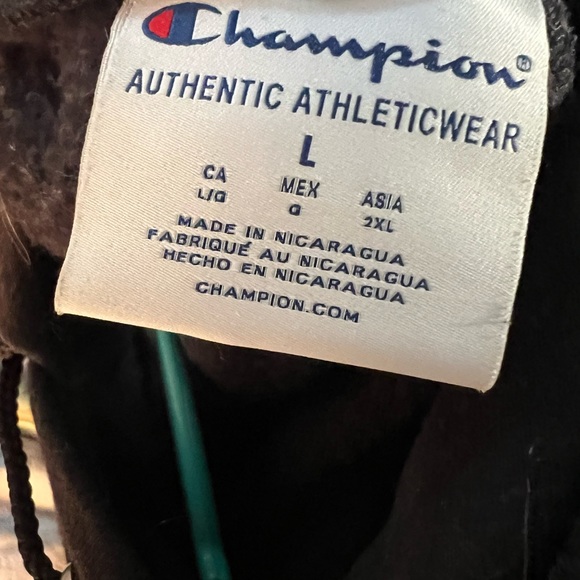 Champion®
AUTHENTIC ATHLETICWEAR
L
CA MEX ASIA
L/G G 2XL
MADE IN NICARAGUA
FABRIQUÉ AU NICARAGUA
HECHO EN NICARAGUA
CHAMPION.COM